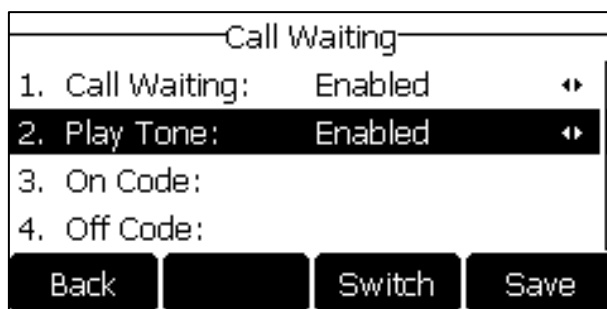 Call Waiting
1. Call Waiting: Enabled
2. Play Tone: Enabled
3. On Code:
4. Off Code:
Back Switch Save